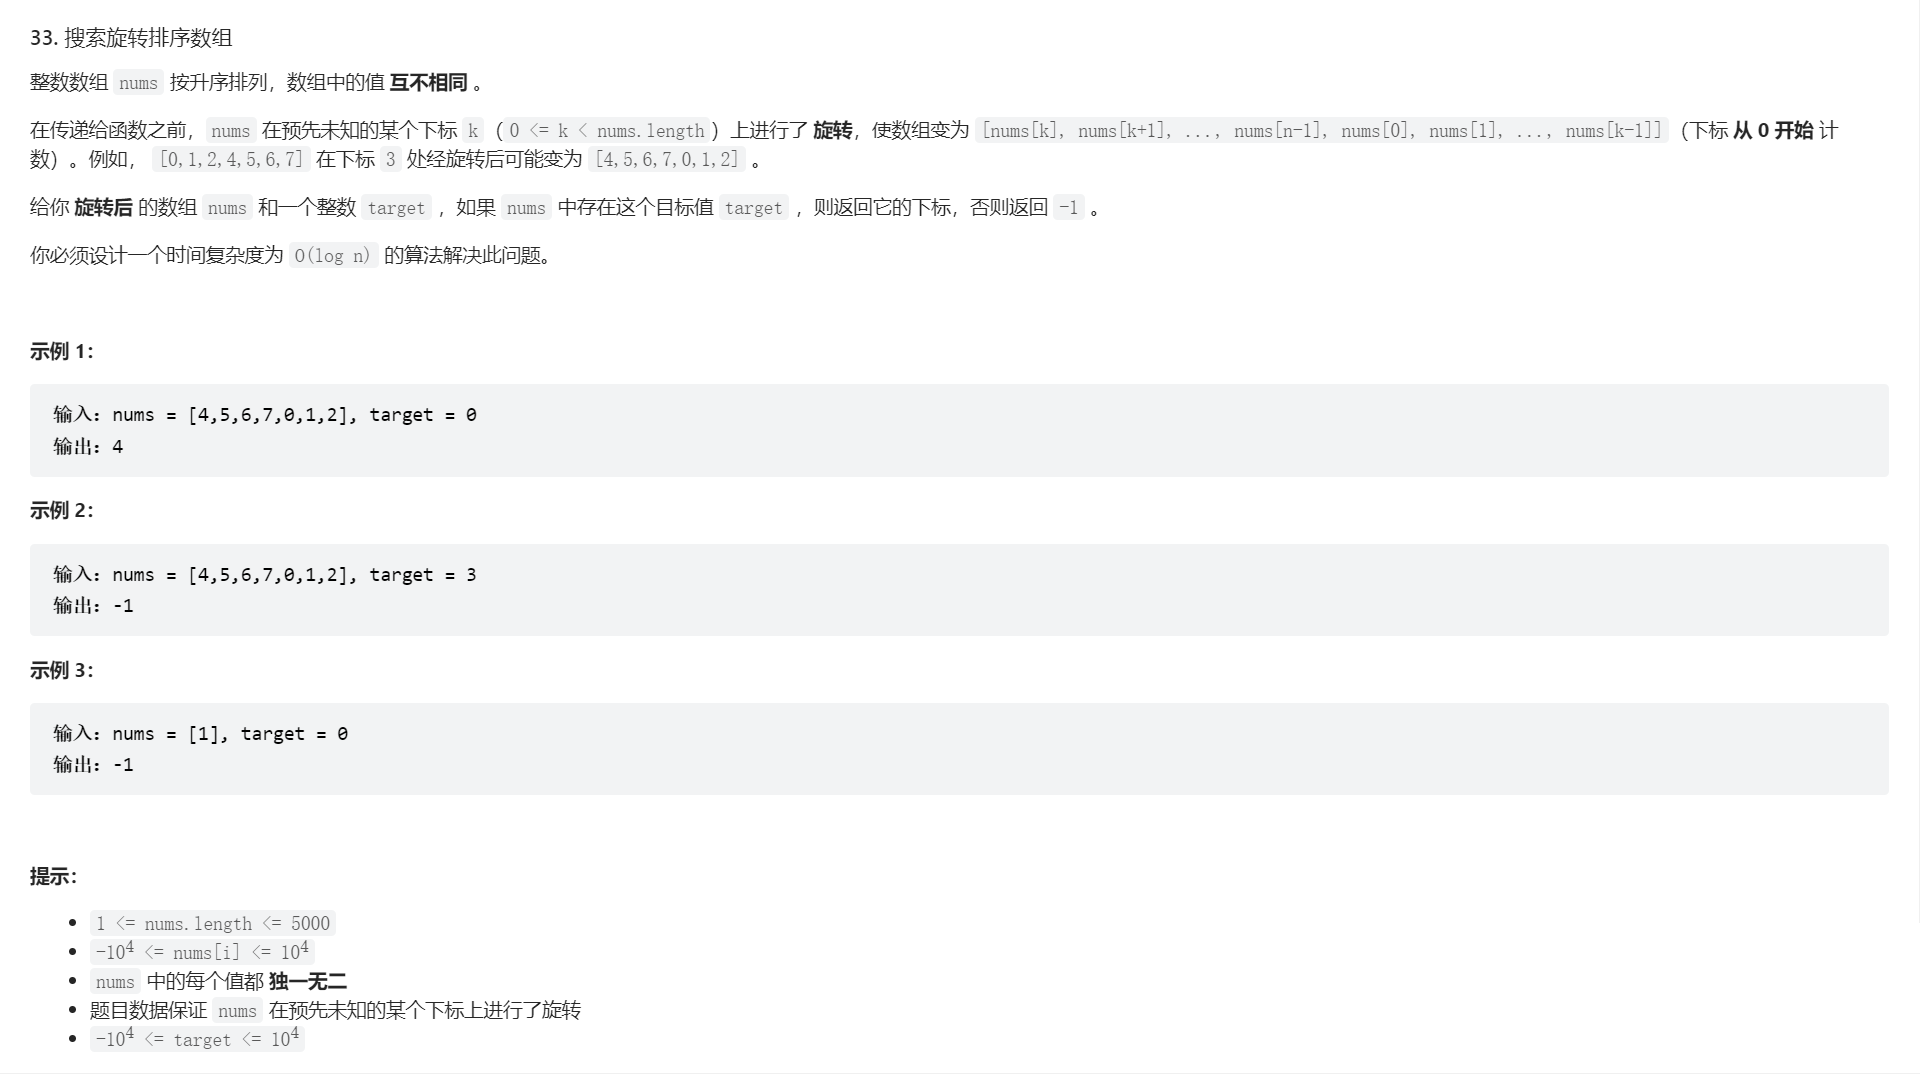 33. 搜索旋转排序数组
整数数组 nums 按升序排列，数组中的值 互不相同 。
在传递给函数之前， nums 在预先未知的某个下标 k （ 0 <= k < nums.length ）上进行了 旋转，使数组变为 [nums[k], nums[k+1], ..., nums[n-1], nums[0], nums[1], ..., nums[k-1]] （下标 从 0 开始 计
数）。例如， [0,1,2,4,5,6,7] 在下标 3 处经旋转后可能变为 [4,5,6,7,0,1,2] 。
给你 旋转后 的数组 nums 和一个整数 target ，如果 nums 中存在这个目标值 target ，则返回它的下标，否则返回 -1 。
你必须设计一个时间复杂度为 O(log n) 的算法解决此问题。
示例 1：
输入：nums = [4,5,6,7,0,1,2], target = 0
输出：4
示例 2：
输入：nums = [4,5,6,7,0,1,2], target = 3
输出：-1
示例 3：
输入：nums = [1], target = 0
输出：-1
提示：
• 1 <= nums.length <= 5000
• -10⁴ <= nums[i] <= 10⁴
• nums 中的每个值都 独一无二
• 题目数据保证 nums 在预先未知的某个下标上进行了旋转
• -10⁴ <= target <= 10⁴